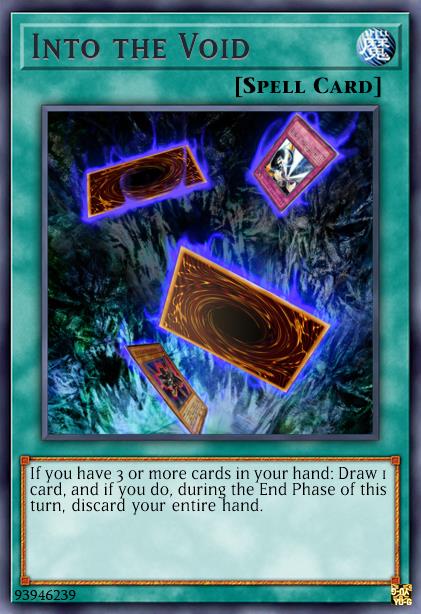 Into the Void
[Spell Card]
If you have 3 or more cards in your hand: Draw 1
card, and if you do, during the End Phase of this
turn, discard your entire hand.
93946239